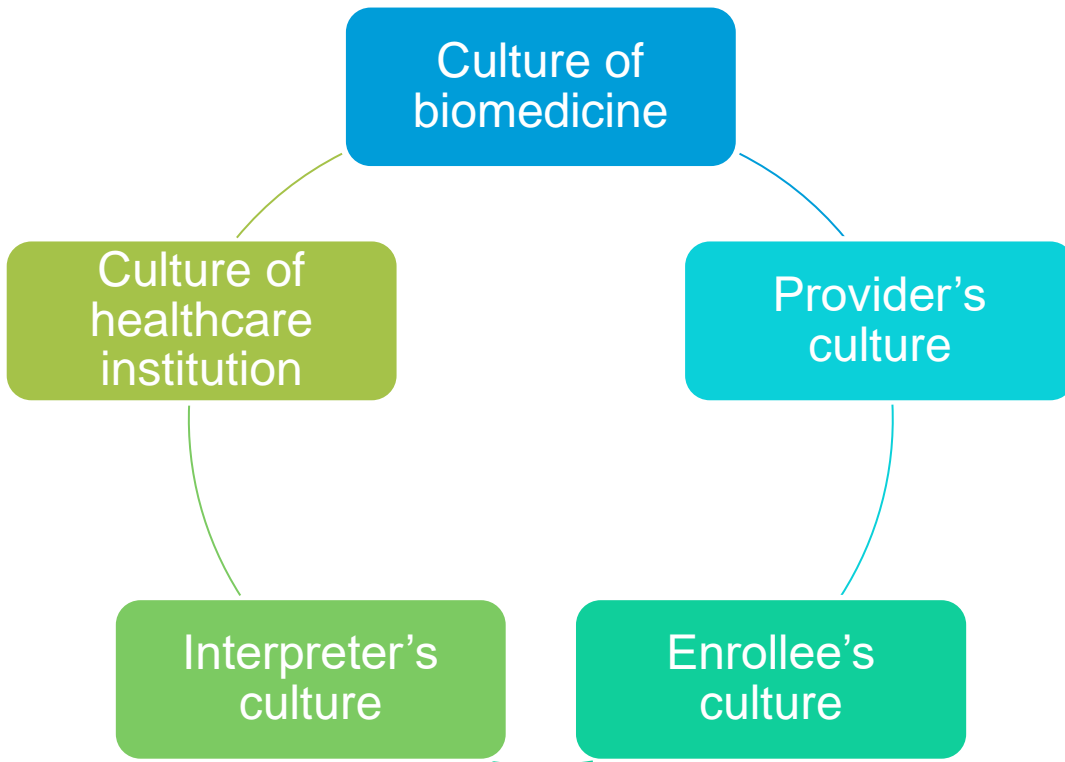 Culture of
biomedicine
Provider’s
culture
Enrollee’s
culture
Interpreter’s
culture
Culture of
healthcare
institution